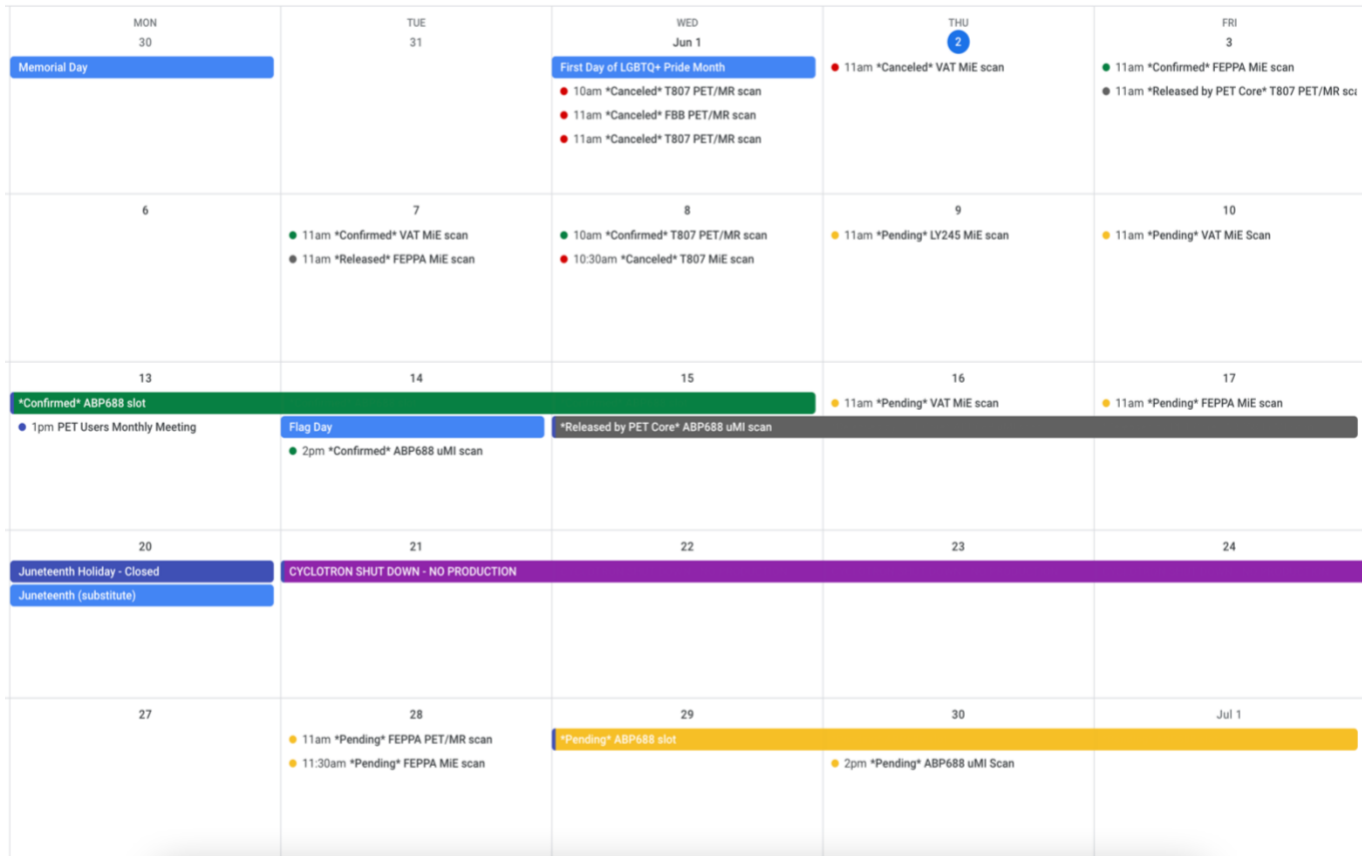 MON
TUE
WED
THU
FRI
30
31
Jun 1
2
3
Memorial Day
First Day of LGBTQ+ Pride Month
10am *Canceled* T807 PET/MR scan
11am *Canceled* FBB PET/MR scan
11am *Canceled* T807 PET/MR scan
11am *Canceled* VAT MiE scan
11am *Confirmed* FEPPA MiE scan
11am *Released by PET Core* T807 PET/MR sca
6
7
8
9
10
11am *Confirmed* VAT MiE scan
11am *Released* FEPPA MiE scan
10am *Confirmed* T807 PET/MR scan
10:30am *Canceled* T807 MiE scan
11am *Pending* LY245 MiE scan
11am *Pending* VAT MiE Scan
13
14
15
16
17
*Confirmed* ABP688 slot
1pm PET Users Monthly Meeting
Flag Day
2pm *Confirmed* ABP688 uMI scan
*Released by PET Core* ABP688 uMI scan
11am *Pending* VAT MiE scan
11am *Pending* FEPPA MiE scan
20
21
22
23
24
Juneteenth Holiday - Closed
Juneteenth (substitute)
CYCLOTRON SHUT DOWN - NO PRODUCTION
27
28
29
30
Jul 1
11am *Pending* FEPPA PET/MR scan
11:30am *Pending* FEPPA MiE scan
*Pending* ABP688 slot
2pm *Pending* ABP688 uMI Scan